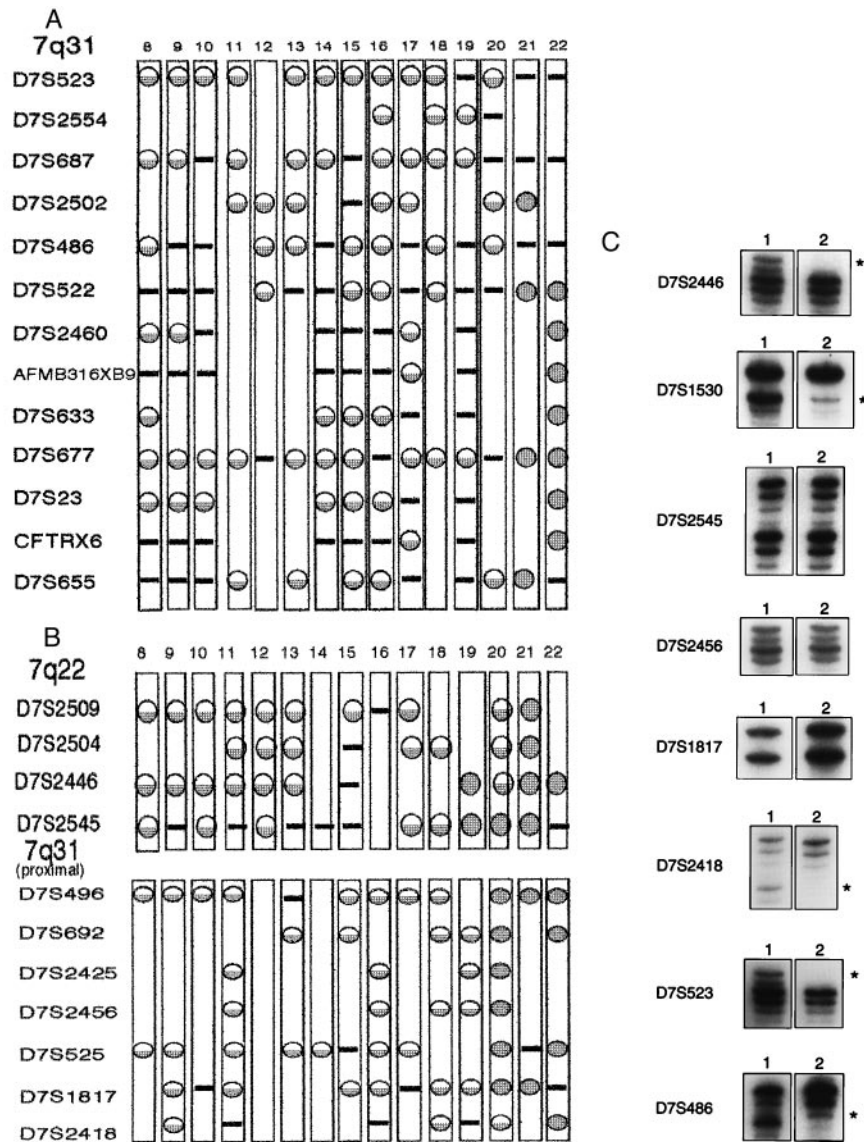 A
7q31
8 9 10 11 12 13 14 15 16 17 18 19 20 21 22
D7S523
D7S2554
D7S687
D7S2502
D7S486
D7S522
D7S2460
AFMB316XB9
D7S633
D7S677
D7S23
CFTRX6
D7S655
B
8 9 10 11 12 13 14 15 16 17 18 19 20 21 22
7q22
D7S2509
D7S2504
D7S2446
D7S2545
7q31
(proximal)
D7S496
D7S692
D7S2425
D7S2456
D7S525
D7S1817
D7S2418
C
1 2
D7S2446 *
1 2
D7S1530 *
1 2
D7S2545
1 2
D7S2456
1 2
D7S1817
1 2
D7S2418 *
1 2
D7S523 *
1 2
D7S486 *